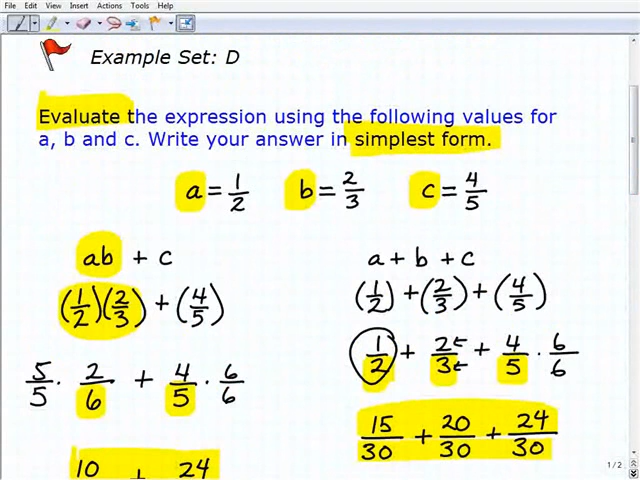 File Edit View Insert Actions Tools Help
Example Set: D
Evaluate the expression using the following values for
a, b and c. Write your answer in simplest form.
a = 1/2 b = 2/3 c = 4/5
ab + c
(1/2)(2/3) + (4/5)
5/5 · 2/6 + 4/5 · 6/6
10 + 24
a + b + c
(1/2) + (2/3) + (4/5)
1/2 + 2/3 + 4/5 · 6/6
15/30 + 20/30 + 24/30
1/2